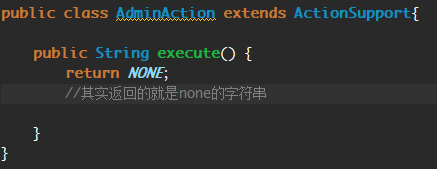 public class AdminAction extends ActionSupport{
public String execute() {
return NONE;
//其实返回的就是none的字符串
}
}